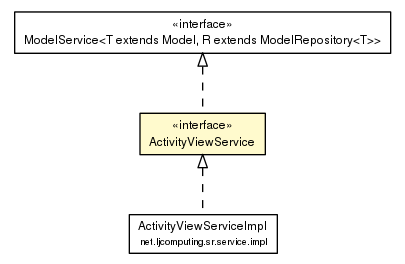 «interface»
ModelService<T extends Model, R extends ModelRepository<T>>
«interface»
ActivityViewService
ActivityViewServiceImpl
net.ljcomputing.sr.service.impl